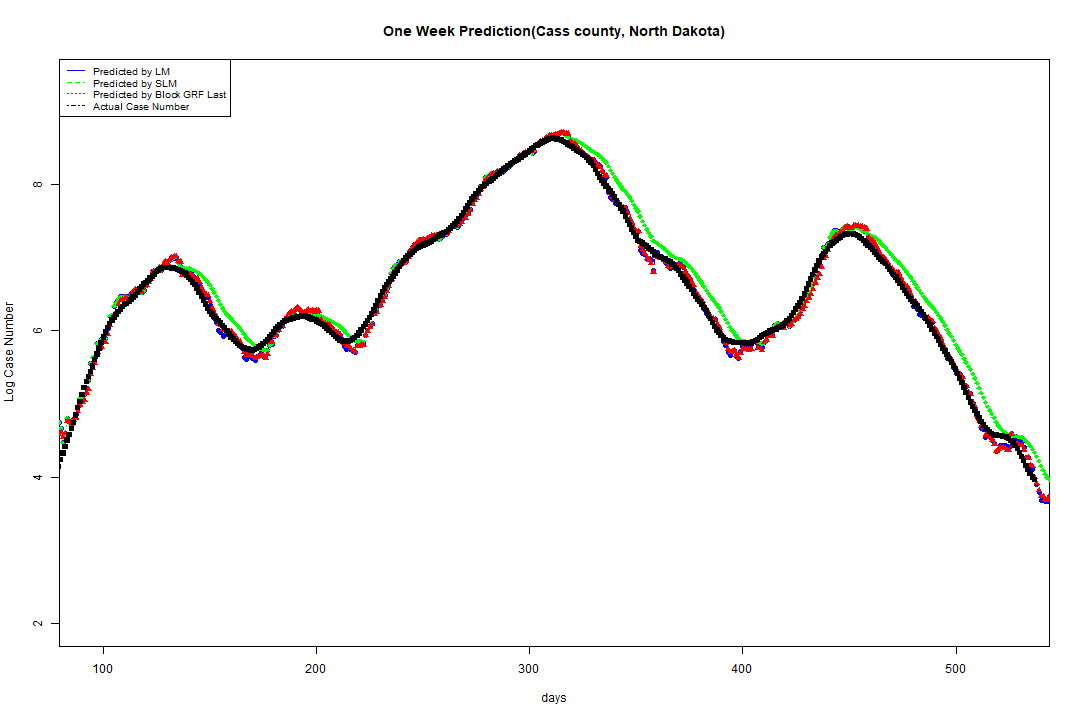 One Week Prediction(Cass county, North Dakota)
Predicted by LM
Predicted by SLM
Predicted by Block GRF Last
Actual Case Number
Log Case Number
8
6
4
2
100 200 300 400 500
days